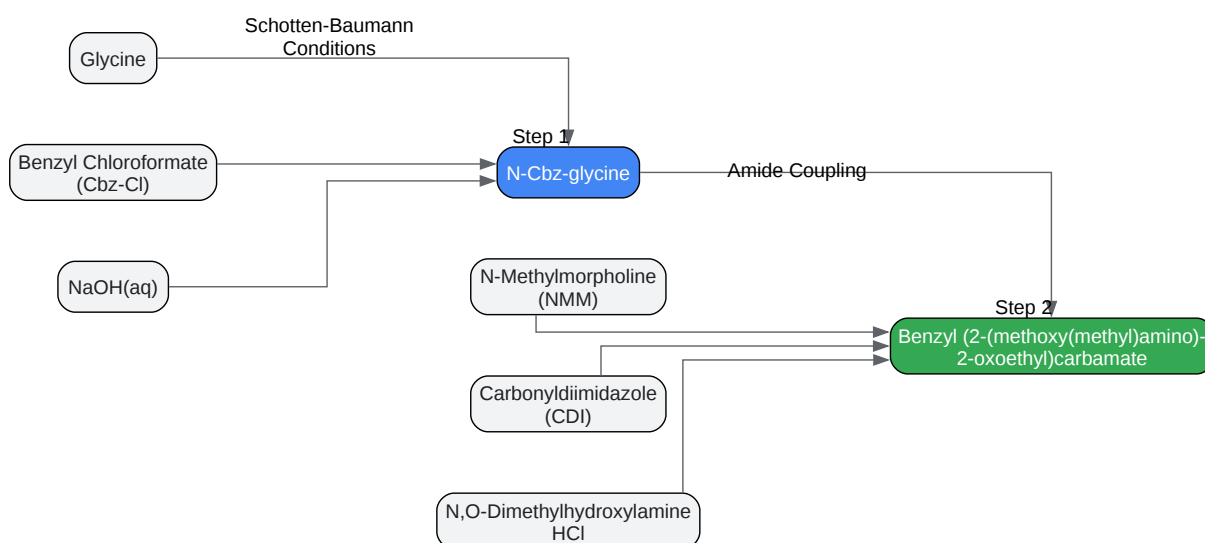 Schotten-Baumann
Conditions
Glycine
Step 1
Benzyl Chloroformate
(Cbz-Cl)
N-Cbz-glycine
Amide Coupling
NaOH(aq)
N-Methylmorpholine
(NMM)
Step 2
Benzyl (2-(methoxy(methyl)amino)-
2-oxoethyl)carbamate
Carbonyldiimidazole
(CDI)
N,O-Dimethylhydroxylamine
HCl